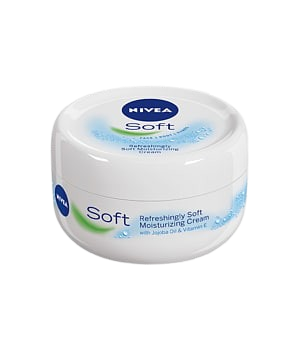 NIVEA
Soft
Refreshingly
Soft Moisturizing
Cream
NIVEA
Soft
Refreshingly Soft
Moisturizing Cream
with Jojoba Oil & Vitamin E